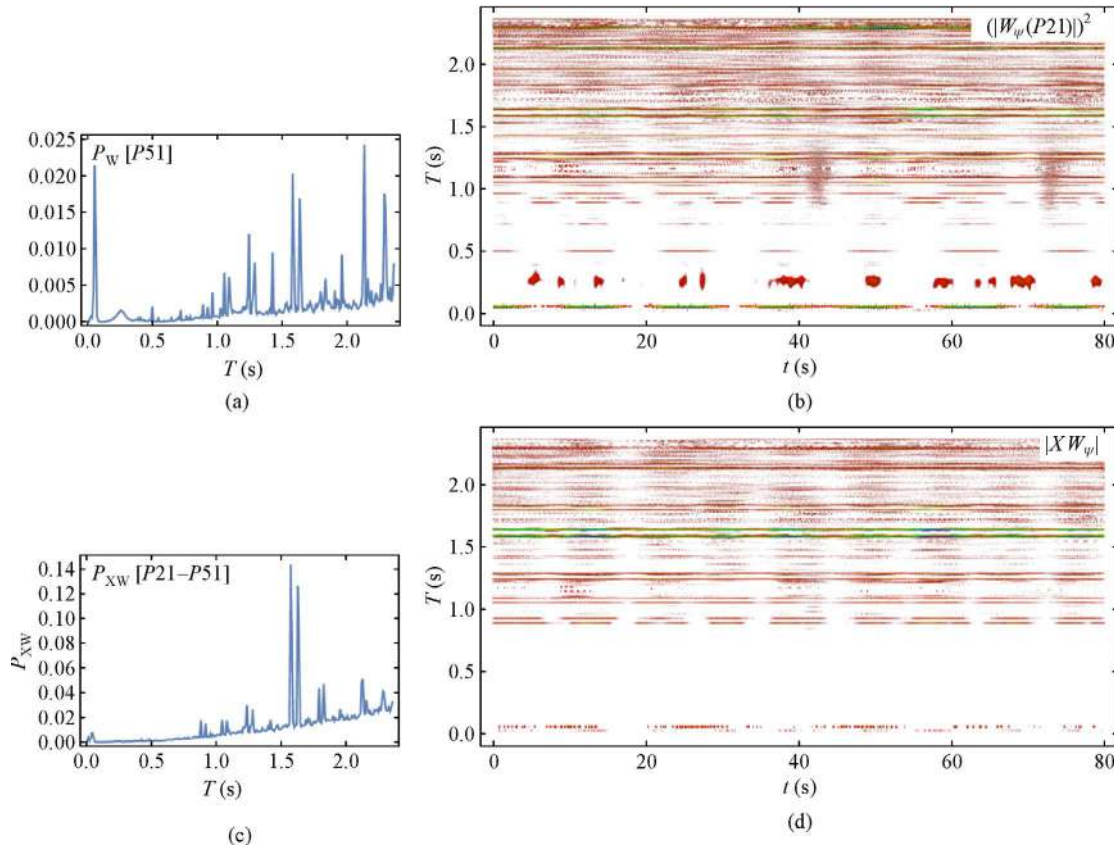 P_W [P51]
0.025
0.020
0.015
0.010
0.005
0.000
0.0 0.5 1.0 1.5 2.0
T (s)
(a)
(|W_ψ(P21)|)²
T (s)
2.0
1.5
1.0
0.5
0.0
0 20 40 60 80
t (s)
(b)
P_XW [P21–P51]
P_XW
0.14
0.12
0.10
0.08
0.06
0.04
0.02
0.00
0.0 0.5 1.0 1.5 2.0
T (s)
(c)
|XW_ψ|
T (s)
2.0
1.5
1.0
0.5
0.0
0 20 40 60 80
t (s)
(d)